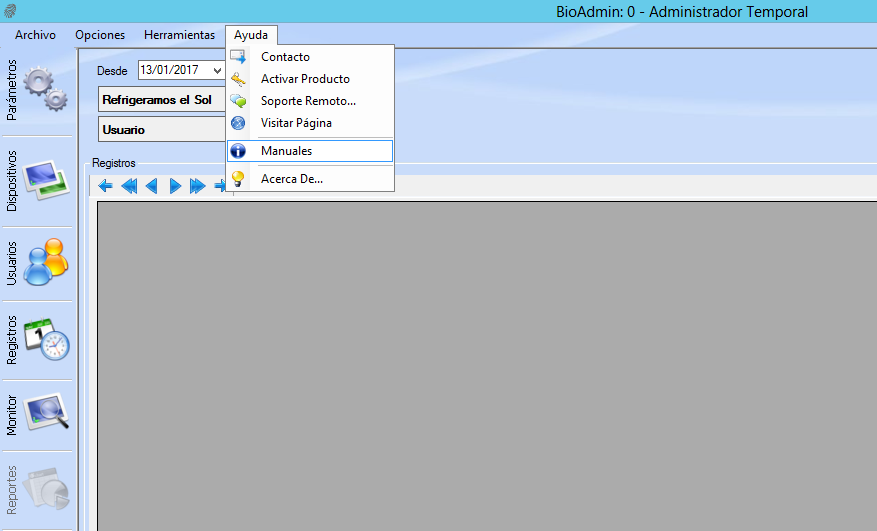 BioAdmin: 0 - Administrador Temporal
Archivo Opciones Herramientas Ayuda
Contacto
Activar Producto
Soporte Remoto...
Visitar Página
Manuales
Acerca De...
Desde 13/01/2017
Refrigeramos el Sol
Usuario
Registros
Parámetros
Dispositivos
Usuarios
Registros
1
Monitor
Reportes